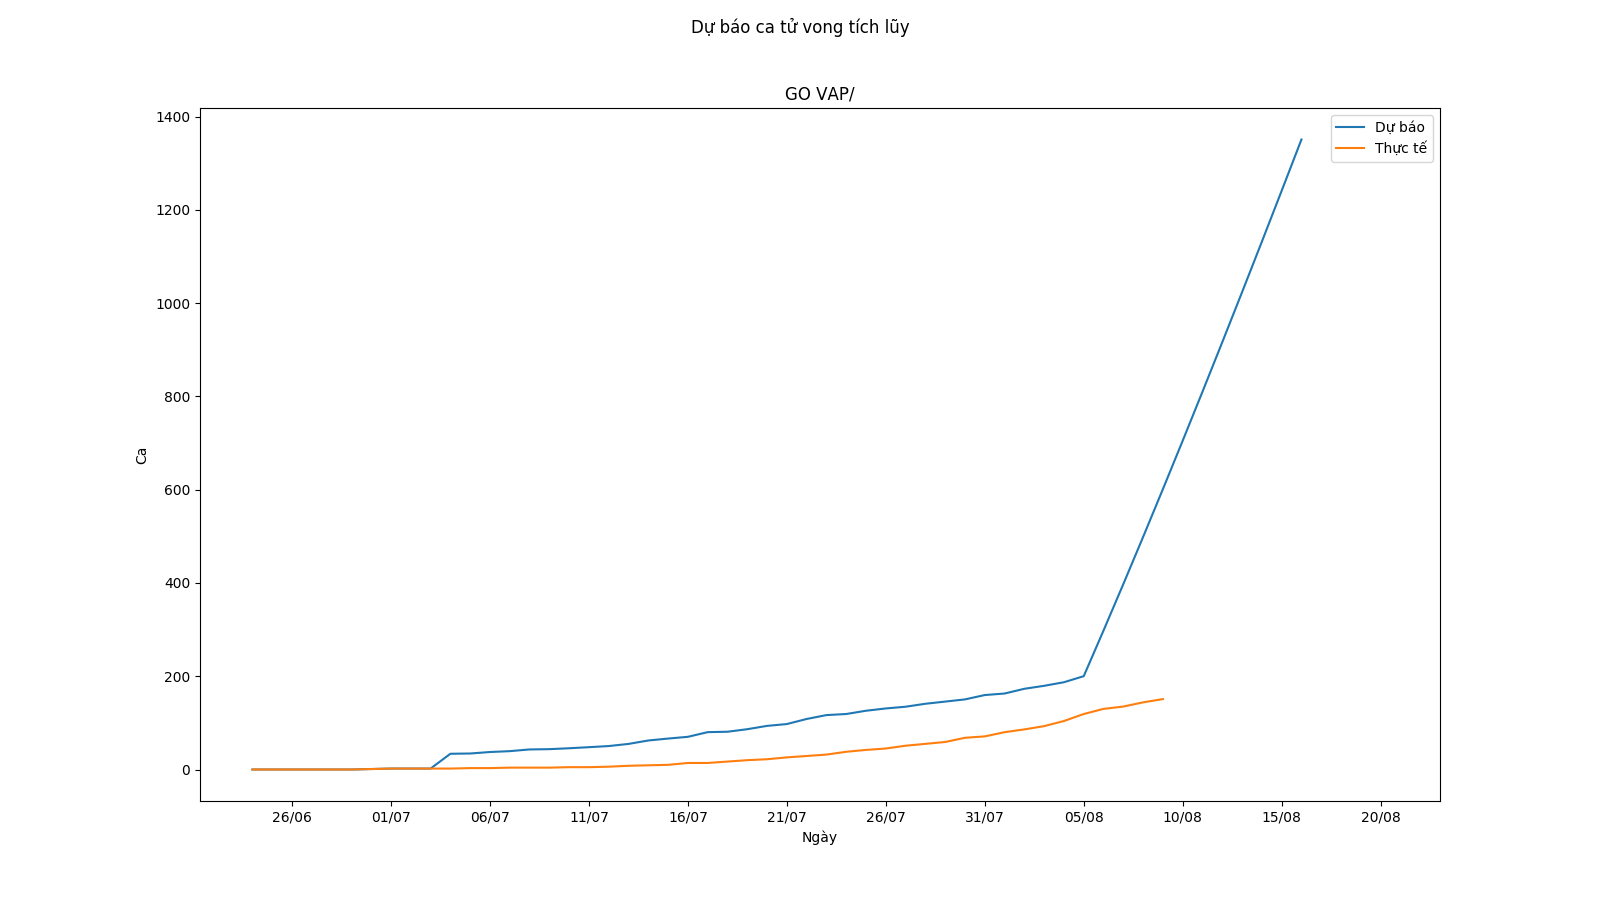 Dự báo ca tử vong tích lũy
GO VAP/
Dự báo
Thực tế
1400
1200
1000
800
600
400
200
0
Ca
26/06 01/07 06/07 11/07 16/07 21/07 26/07 31/07 05/08 10/08 15/08 20/08
Ngày